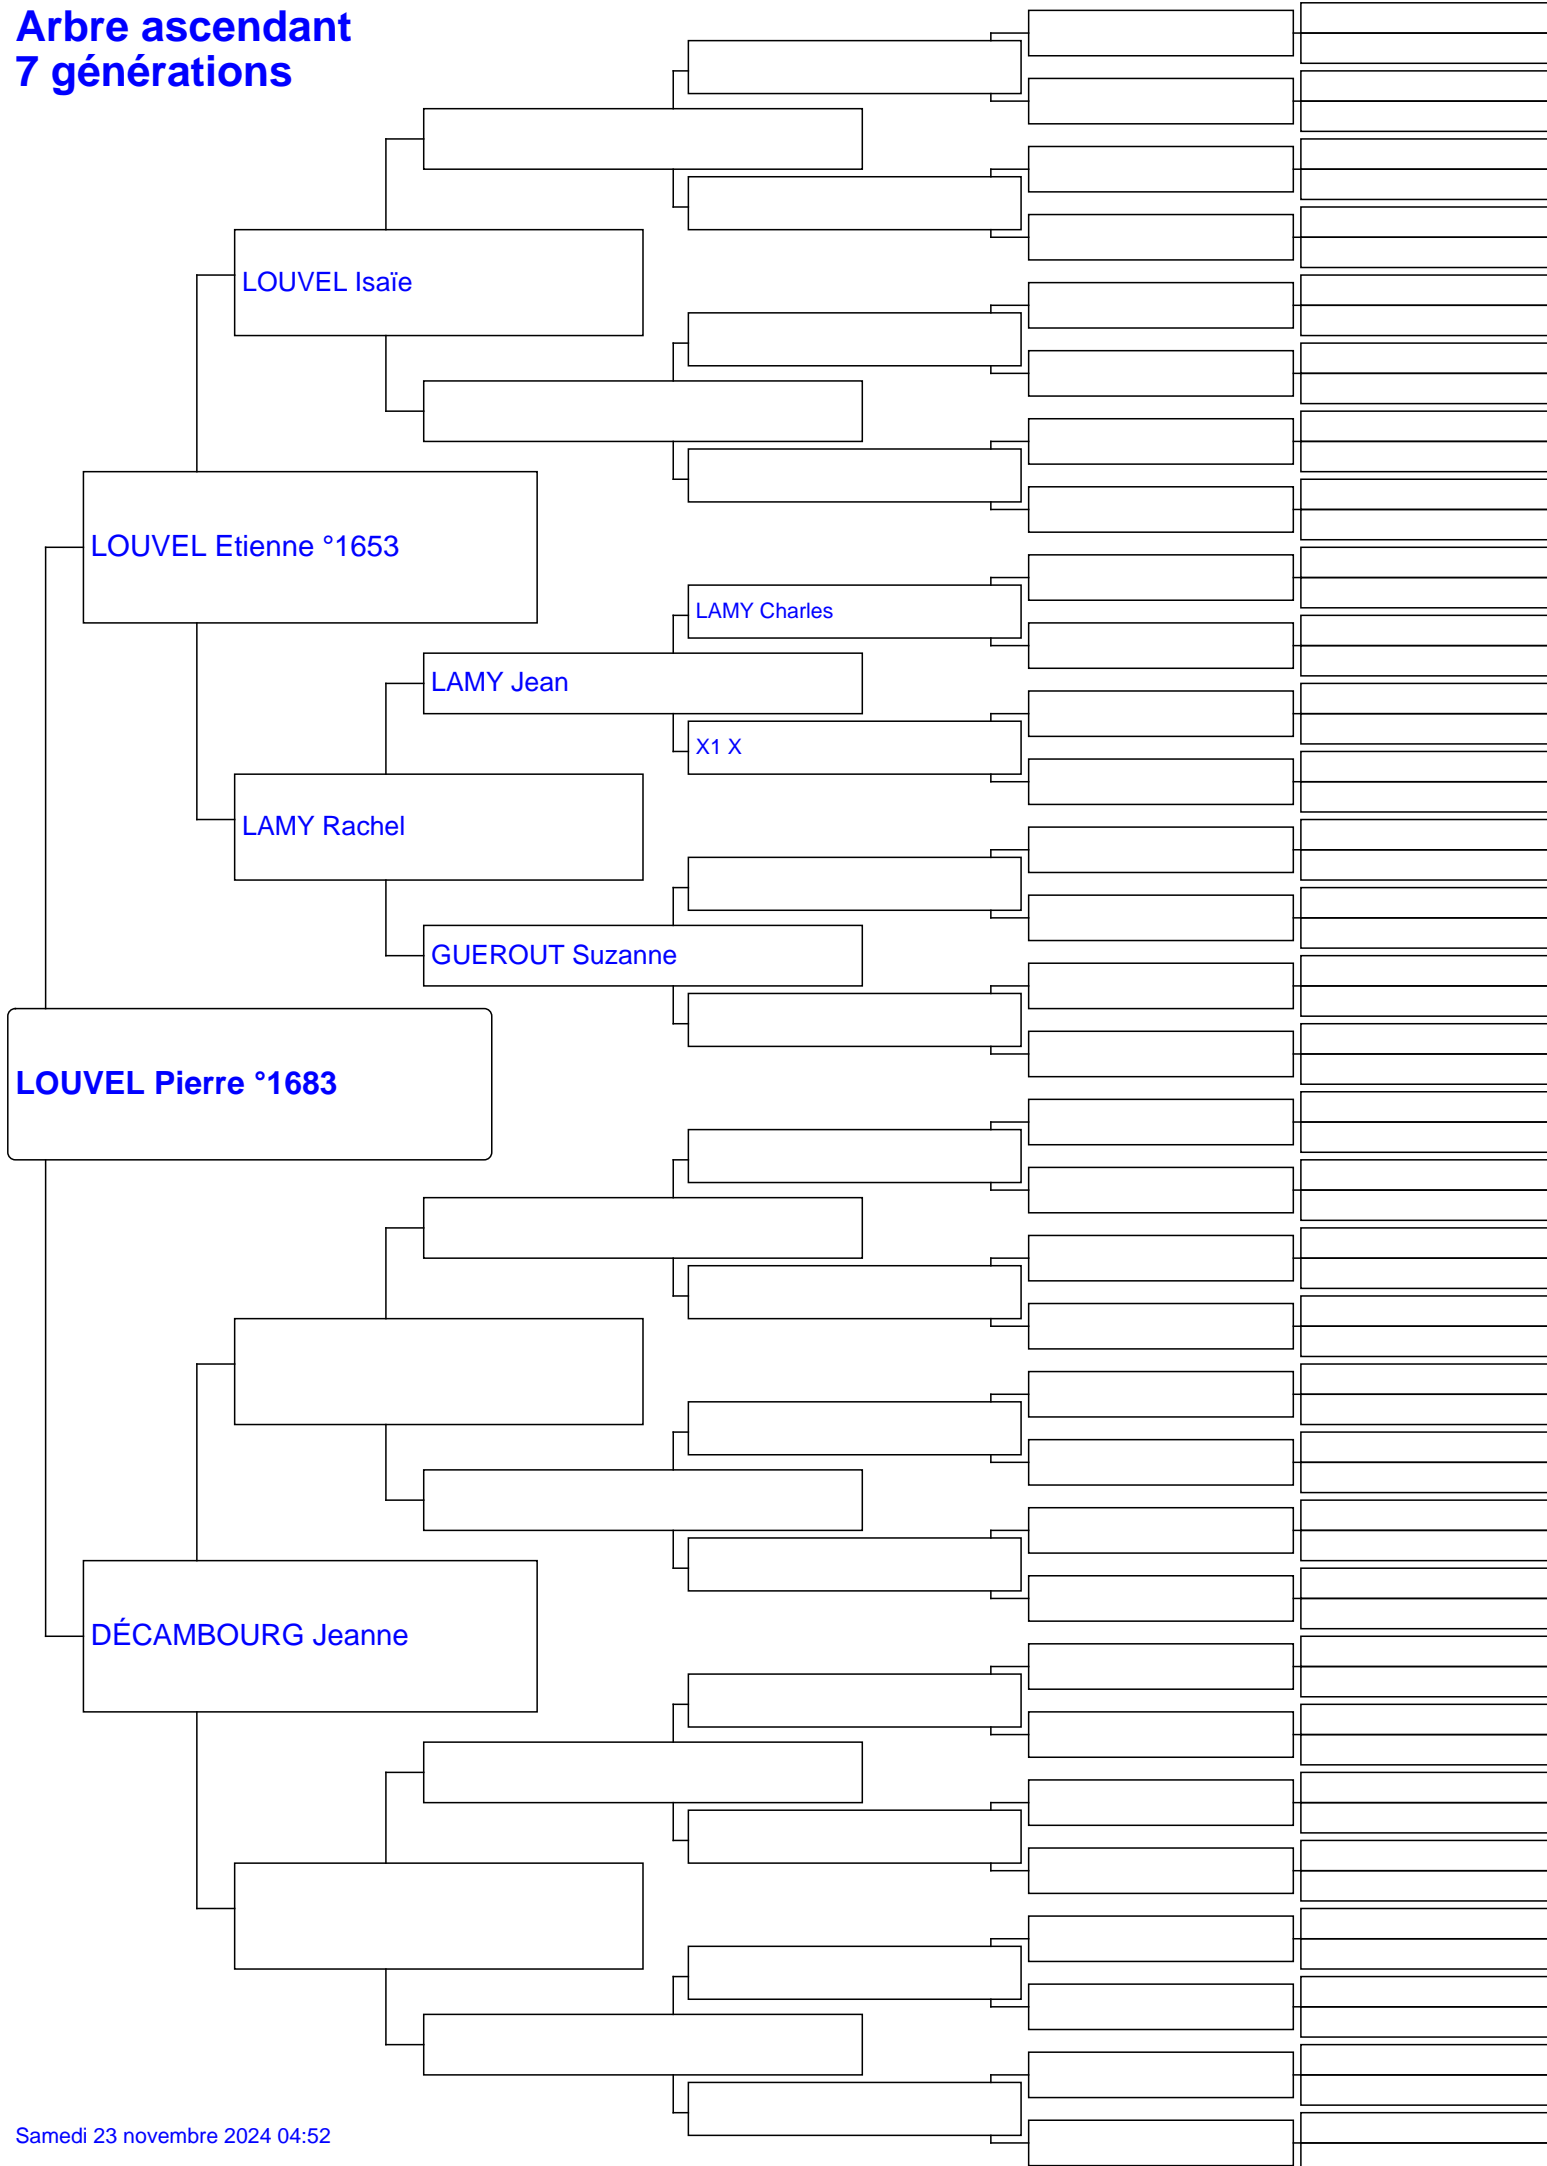 Arbre ascendant
7 générations
LOUVEL Isaïe
LOUVEL Etienne °1653
LAMY Charles
LAMY Jean
X1 X
LAMY Rachel
GUEROUT Suzanne
LOUVEL Pierre °1683
DÉCAMBOURG Jeanne
Samedi 23 novembre 2024 04:52